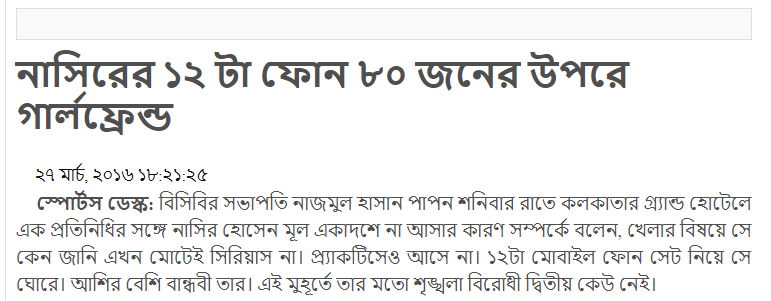 নাসিরের ১২ টা ফোন ৮০ জনের উপরে
গার্লফ্রেন্ড
২৭ মার্চ, ২০১৬ ১৮:২১:২৫
স্পোর্টস ডেস্ক: বিসিবির সভাপতি নাজমুল হাসান পাপন শনিবার রাতে কলকাতার গ্র্যান্ড হোটেলে
এক প্রতিনিধির সঙ্গে নাসির হোসেন মূল একাদশে না আসার কারণ সম্পর্কে বলেন, খেলার বিষয়ে সে
কেন জানি এখন মোটেই সিরিয়াস না। প্র্যাকটিসেও আসে না। ১২টা মোবাইল ফোন সেট নিয়ে সে
ঘোরে। আশির বেশি বান্ধবী তার। এই মুহূর্তে তার মতো শৃঙ্খলা বিরোধী দ্বিতীয় কেউ নেই।